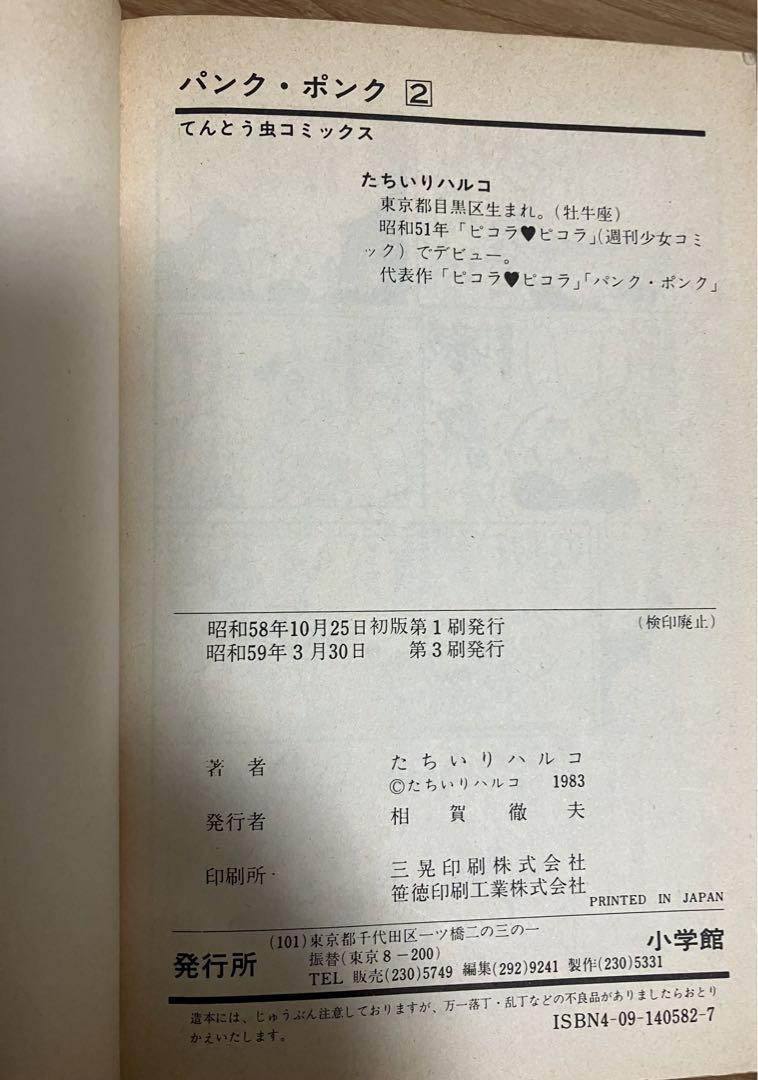 パンク・ポンク 2
てんとう虫コミックス
たちいりハルコ
東京都目黒区生まれ。(牡牛座)
昭和51年「ピコラ♥ピコラ」(週刊少女コミ
ック)でデビュー。
代表作「ピコラ♥ピコラ」「パンク・ポンク」
昭和58年10月25日初版第1刷発行 (検印廃止)
昭和59年3月30日 第3刷発行
著者 たちいりハルコ
©たちいりハルコ 1983
発行者 相賀徹夫
印刷所 三晃印刷株式会社
笹徳印刷工業株式会社
PRINTED IN JAPAN
(101)東京都千代田区一ツ橋二の三の一
発行所 振替(東京8-200) 小学館
TEL 販売(230)5749 編集(292)9241 製作(230)5331
造本には、じゅうぶん注意しておりますが、万一落丁・乱丁などの不良品がありましたらおとり
かえいたします。
ISBN4-09-140582-7